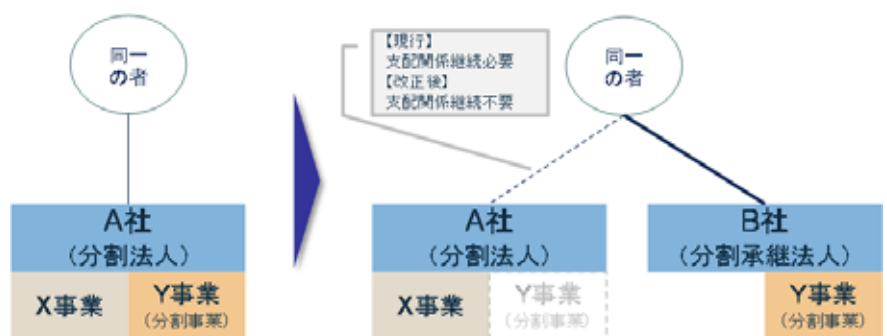 同一
の者
A社
(分割法人)
X事業
Y事業
(分割事業)
【現行】
支配関係継続必要
【改正後】
支配関係継続不要
同一
の者
A社
(分割法人)
X事業
Y事業
(分割事業)
B社
(分割承継法人)
Y事業
(分割事業)